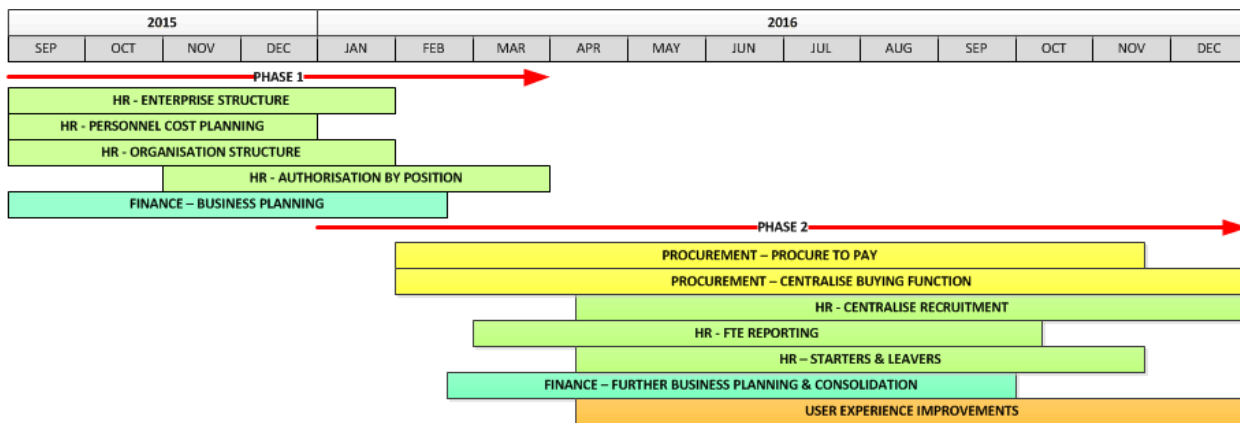 2015 2016
SEP OCT NOV DEC JAN FEB MAR APR MAY JUN JUL AUG SEP OCT NOV DEC
PHASE 1
HR - ENTERPRISE STRUCTURE
HR - PERSONNEL COST PLANNING
HR - ORGANISATION STRUCTURE
HR - AUTHORISATION BY POSITION
FINANCE – BUSINESS PLANNING
PHASE 2
PROCUREMENT – PROCURE TO PAY
PROCUREMENT – CENTRALISE BUYING FUNCTION
HR - CENTRALISE RECRUITMENT
HR - FTE REPORTING
HR – STARTERS & LEAVERS
FINANCE – FURTHER BUSINESS PLANNING & CONSOLIDATION
USER EXPERIENCE IMPROVEMENTS